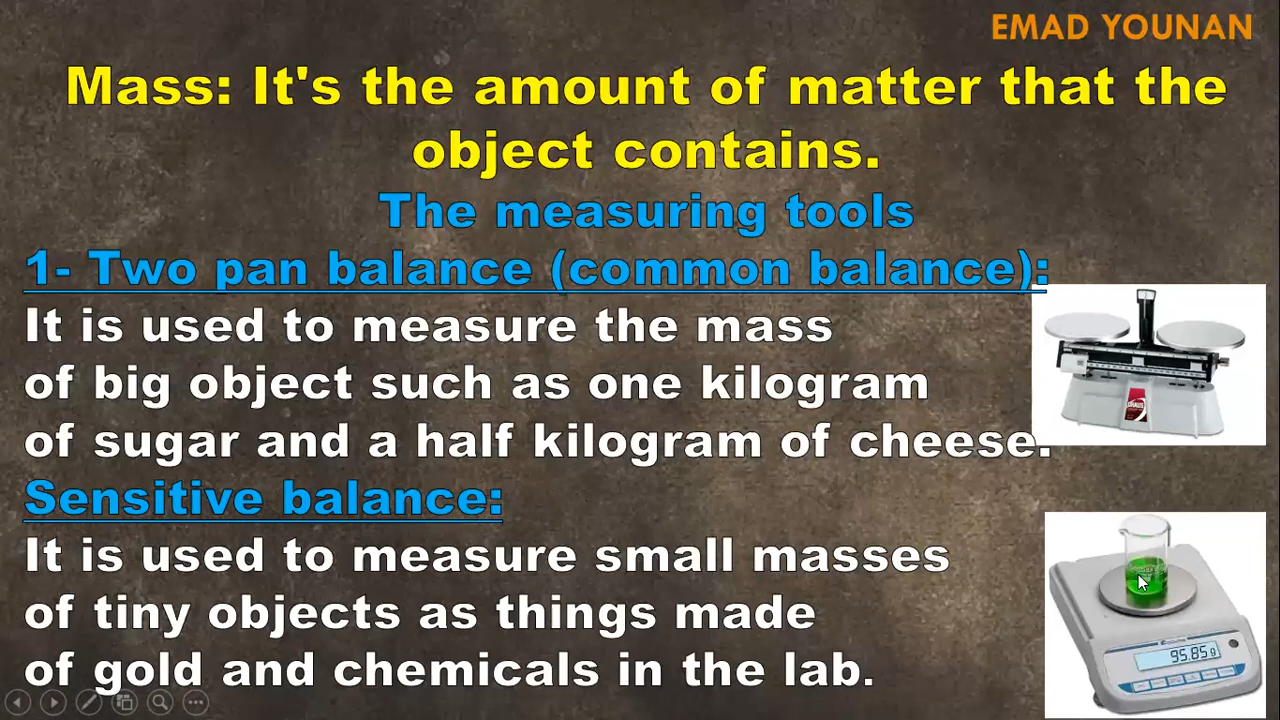 EMAD YOUNAN
Mass: It's the amount of matter that the
object contains.
The measuring tools
1- Two pan balance (common balance):
It is used to measure the mass
of big object such as one kilogram
of sugar and a half kilogram of cheese.
Sensitive balance:
It is used to measure small masses
of tiny objects as things made
of gold and chemicals in the lab.
95.85g